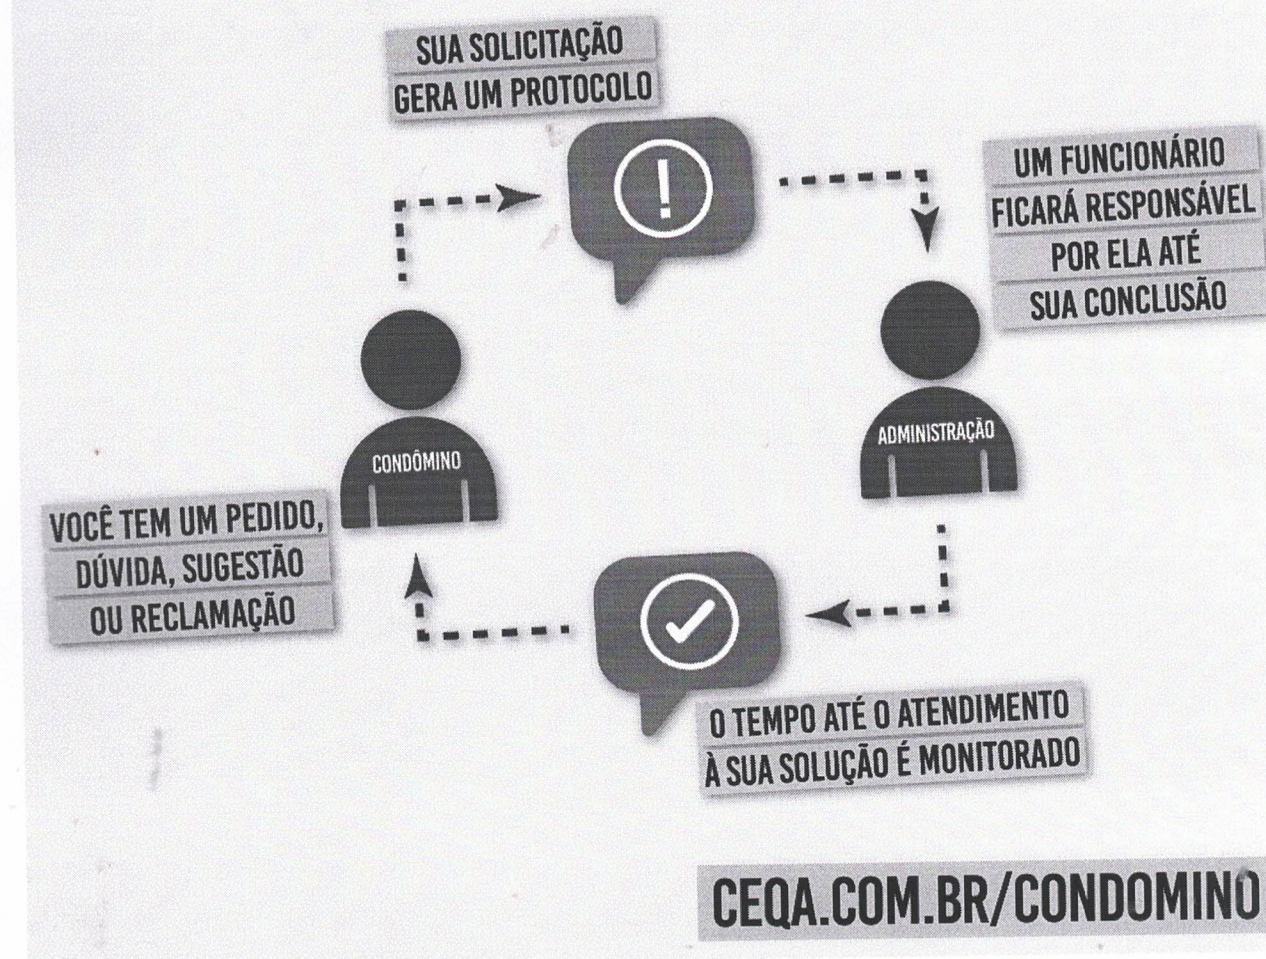 SUA SOLICITAÇÃO
GERA UM PROTOCOLO
UM FUNCIONÁRIO
FICARÁ RESPONSÁVEL
POR ELA ATÉ
SUA CONCLUSÃO
CONDÔMINO
ADMINISTRAÇÃO
VOCÊ TEM UM PEDIDO,
DÚVIDA, SUGESTÃO
OU RECLAMAÇÃO
O TEMPO ATÉ O ATENDIMENTO
À SUA SOLUÇÃO É MONITORADO
CEQA.COM.BR/CONDOMINO